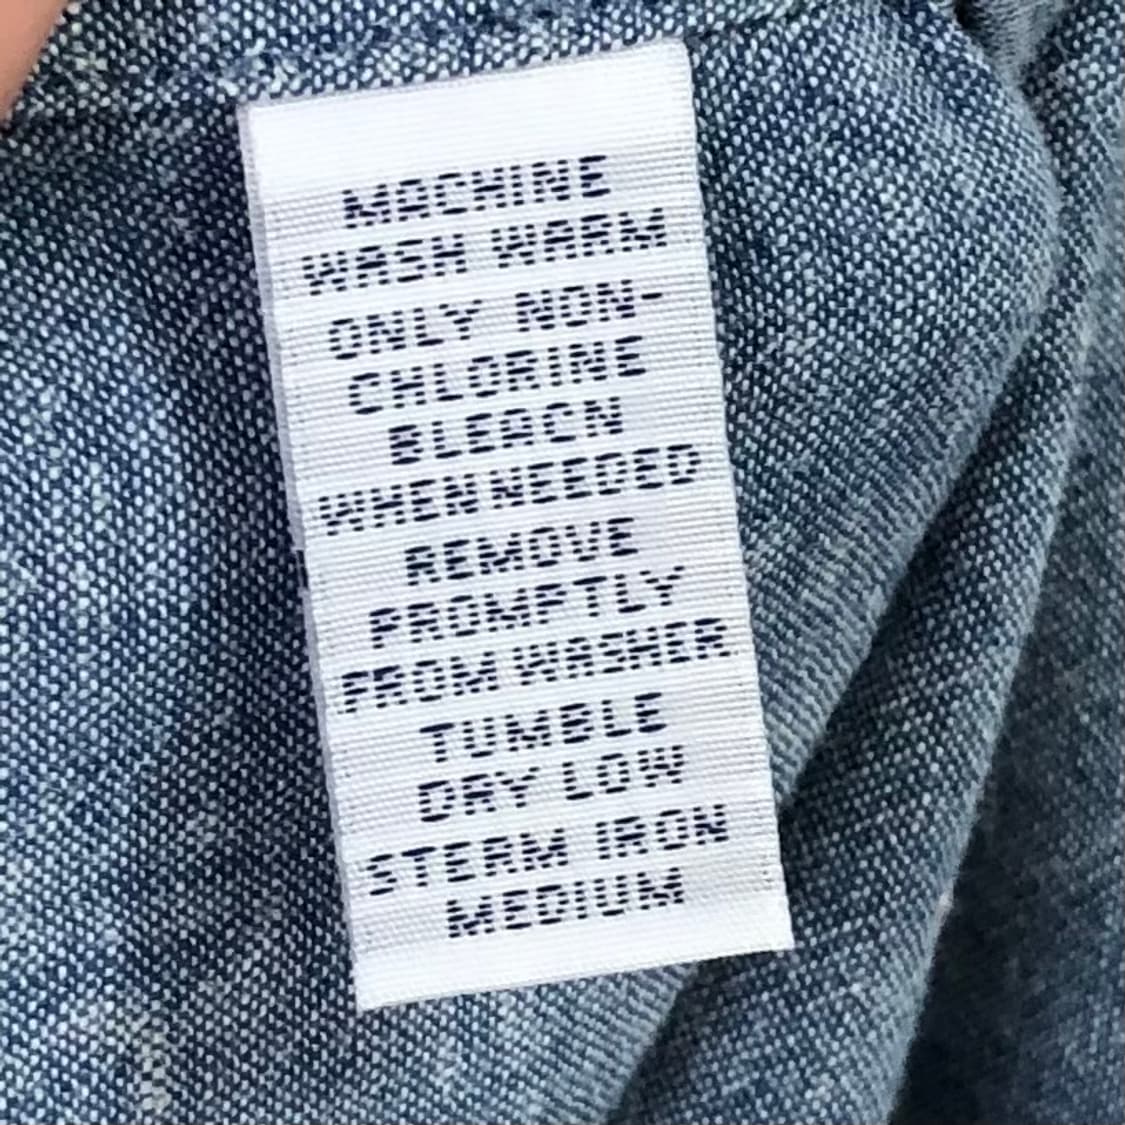 MACHINE
WASH WARM
ONLY NON-
CHLORINE
BLEACN
WHEN NEEDED
REMOVE
PROMPTLY
FROM WASHER
TUMBLE
DRY LOW
STEAM IRON
MEDIUM